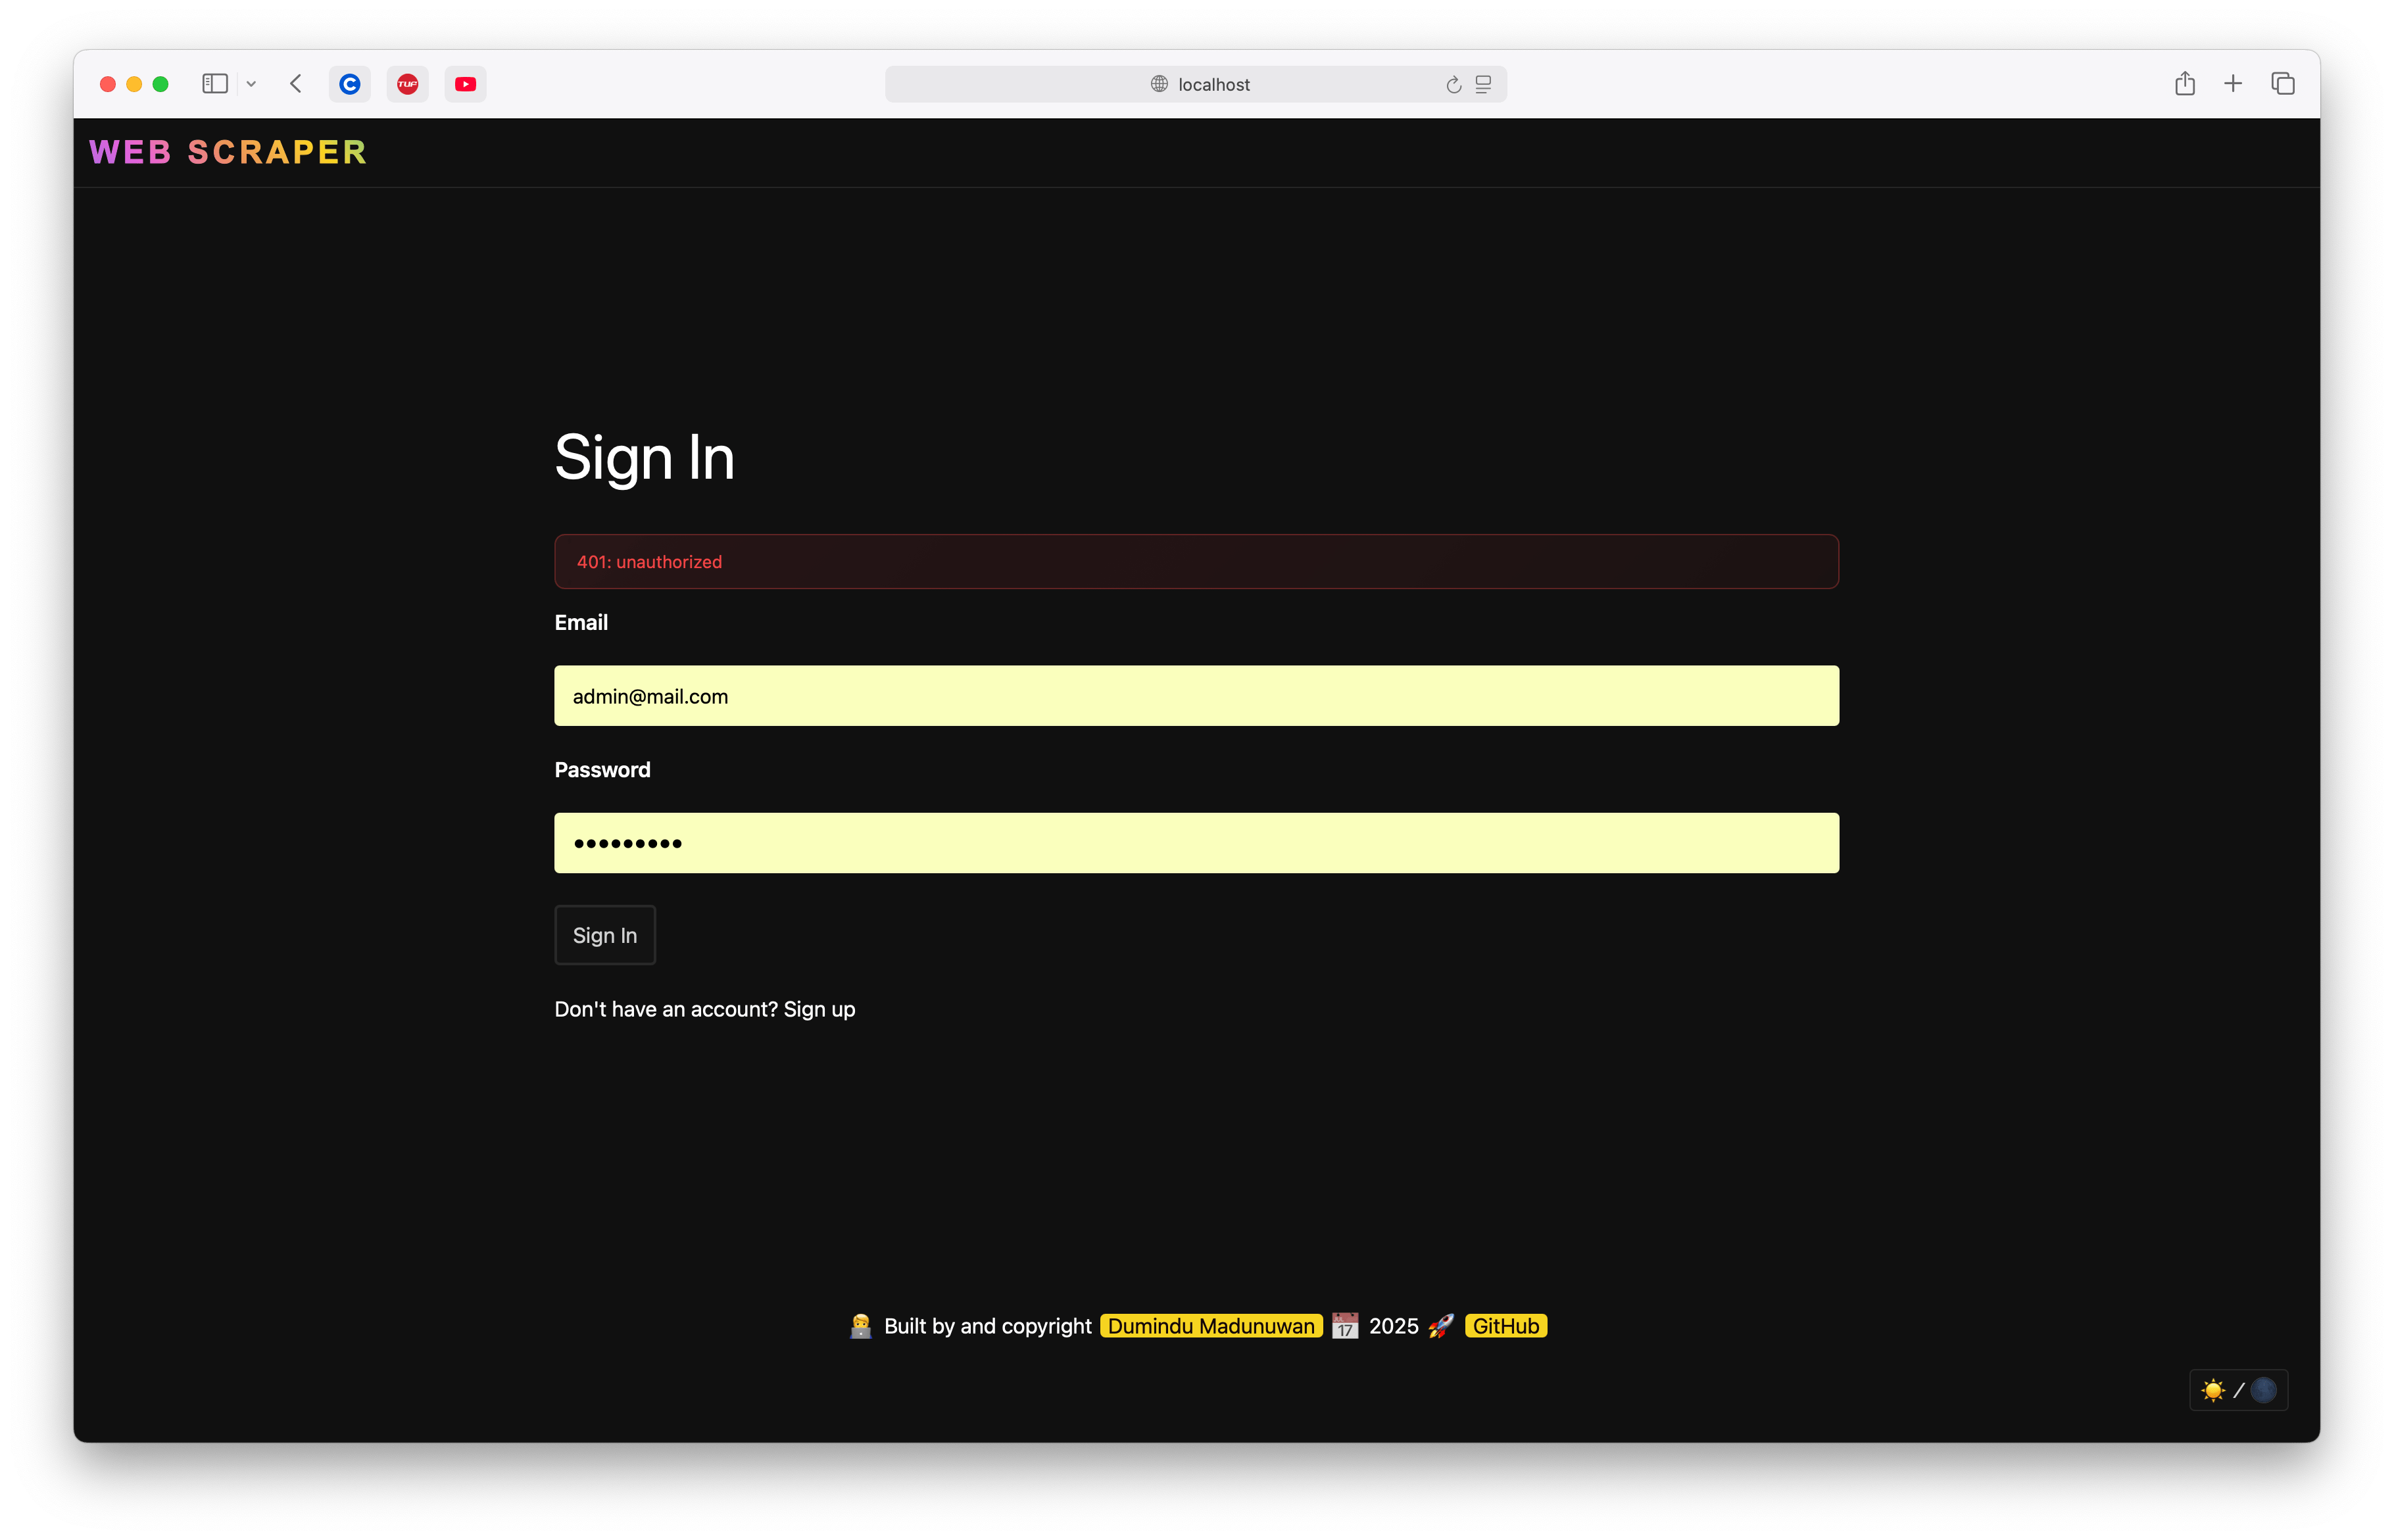 localhost
WEB SCRAPER
Sign In
401: unauthorized
Email
admin@mail.com
Password
•••••••••
Sign In
Don't have an account? Sign up
👨‍💻 Built by and copyright Dumindu Madunuwan 📅 2025 🚀 GitHub
☀️ / 🌑